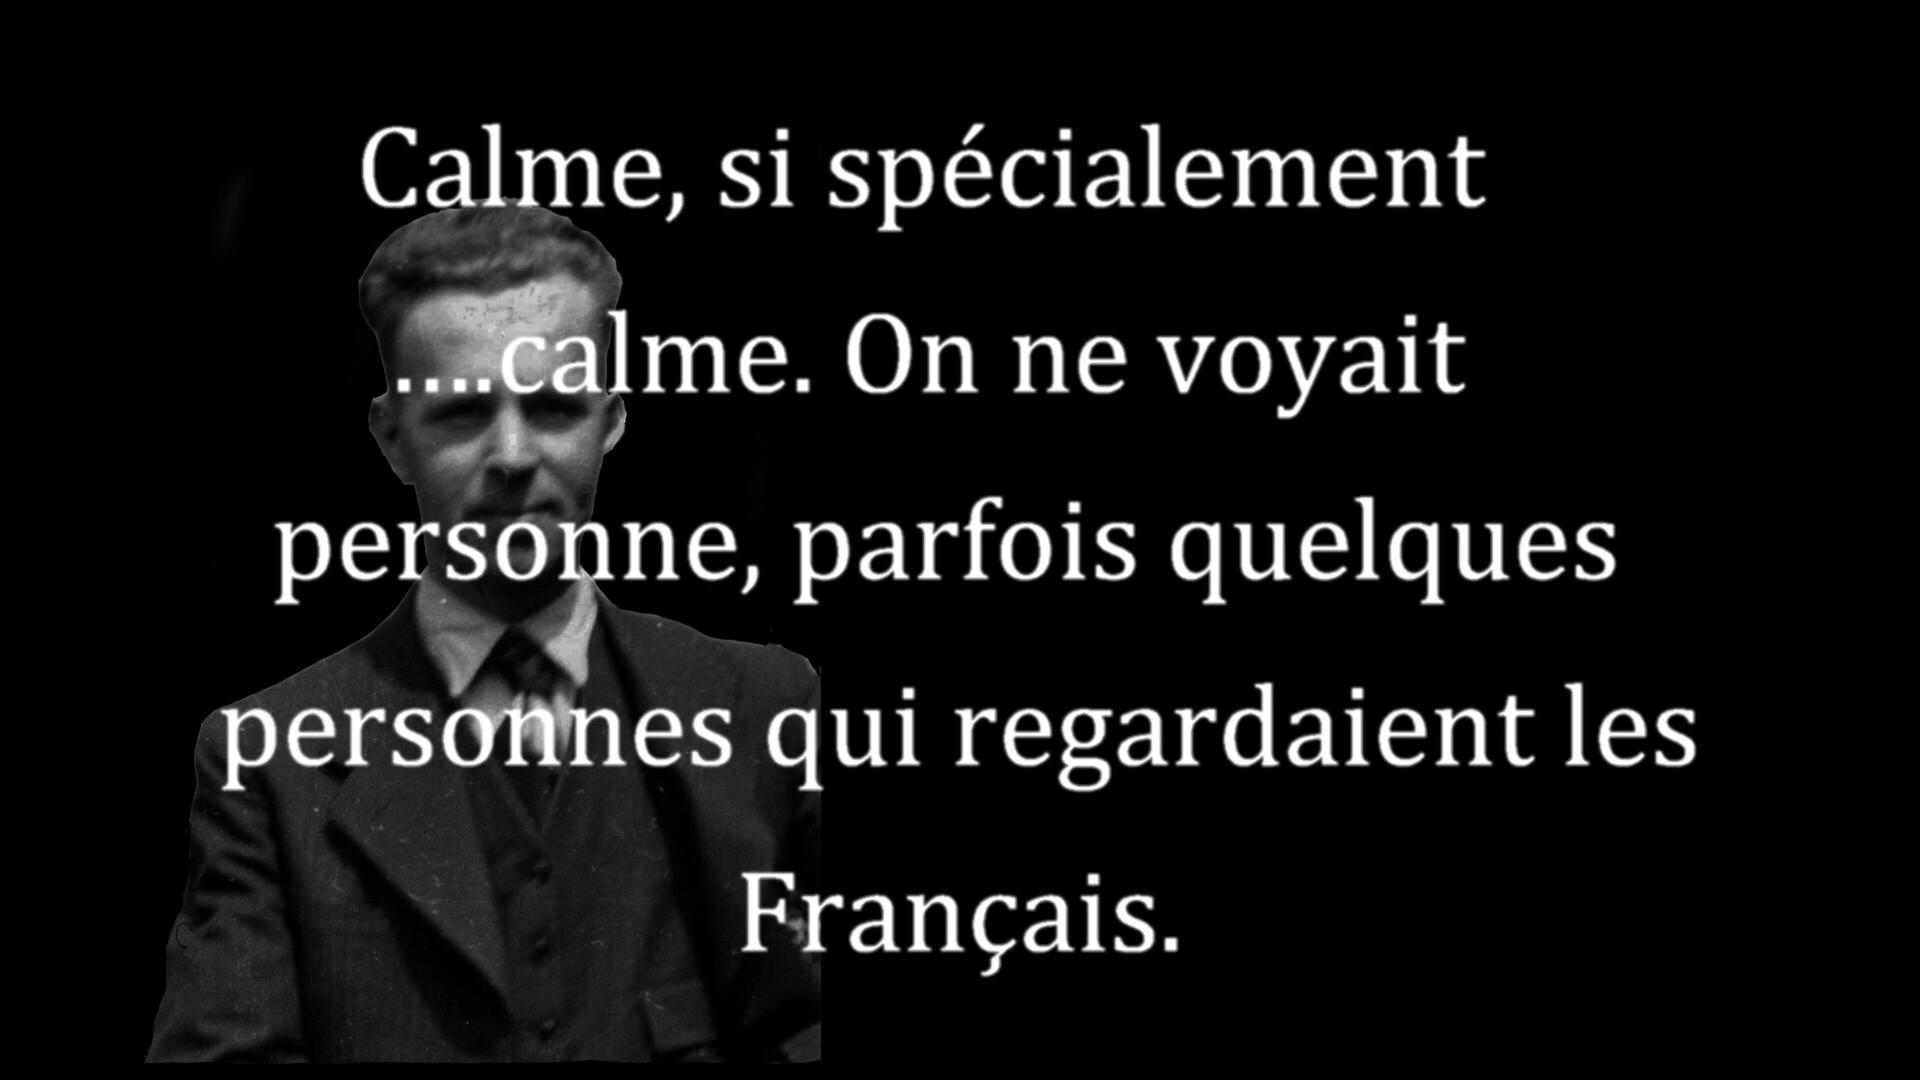 Calme, si spécialement
....calme. On ne voyait
personne, parfois quelques
personnes qui regardaient les
Français.